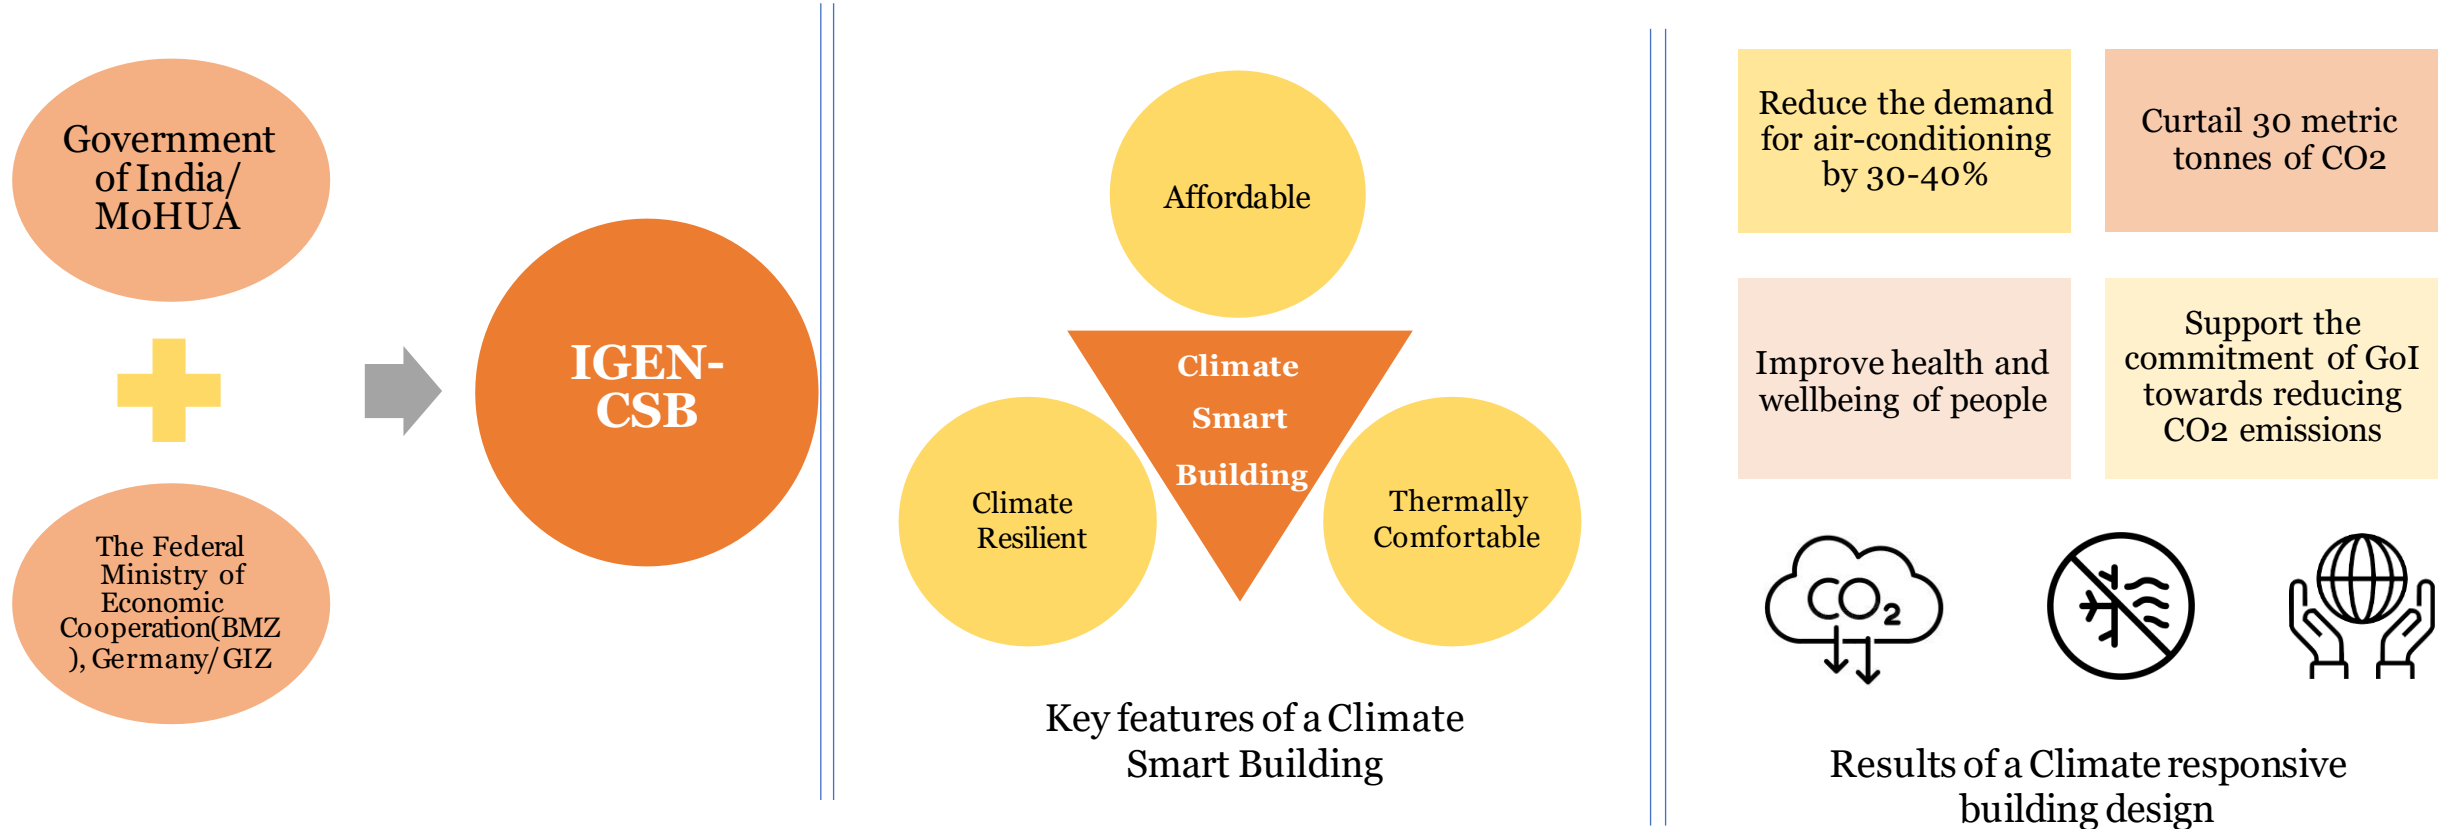 Government
of India/
MoHUA
The Federal
Ministry of
Economic
Cooperation(BMZ
), Germany/GIZ
IGEN-
CSB
Affordable
Climate
Smart
Building
Climate
Resilient
Thermally
Comfortable
Key features of a Climate
Smart Building
Reduce the demand
for air-conditioning
by 30-40%
Curtail 30 metric
tonnes of CO2
Improve health and
wellbeing of people
Support the
commitment of GoI
towards reducing
CO2 emissions
CO2
Results of a Climate responsive
building design